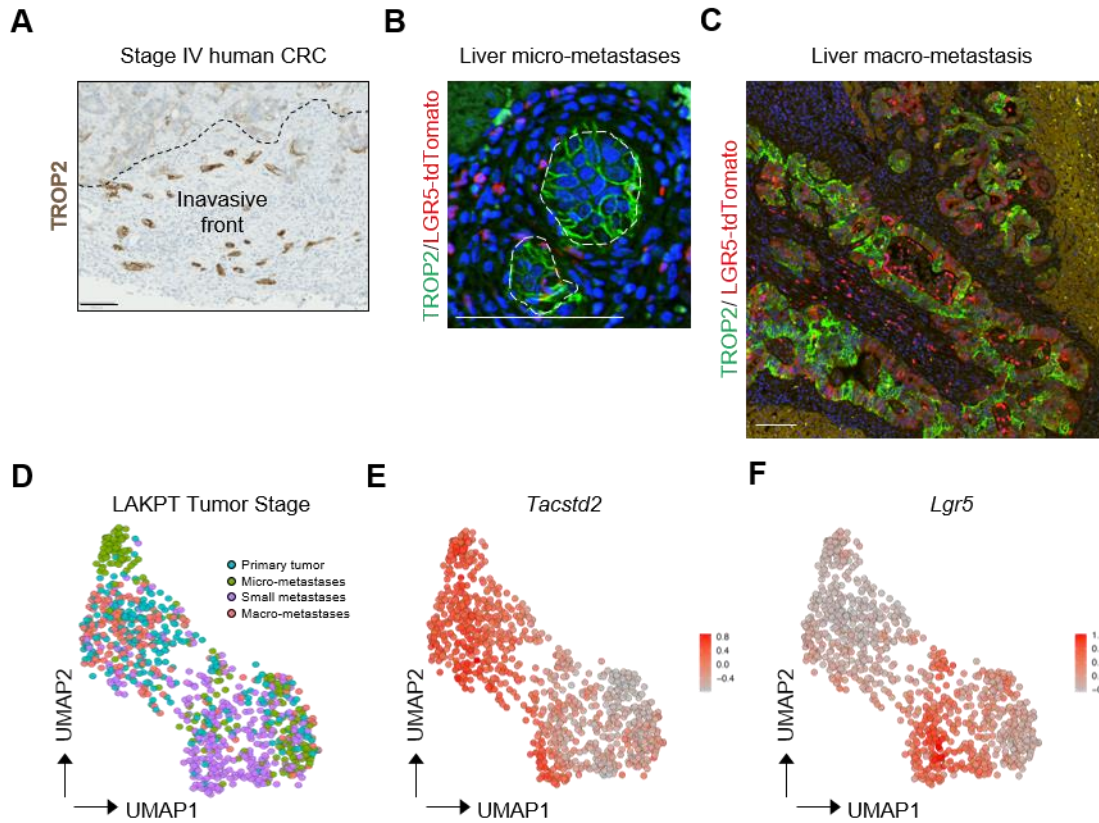 A
Stage IV human CRC
TROP2
Inavasive
front
B
Liver micro-metastases
TROP2/LGR5-tdTomato
C
Liver macro-metastasis
TROP2/ LGR5-tdTomato
D
LAKPT Tumor Stage
Primary tumor
Micro-metastases
Small metastases
Macro-metastases
UMAP2
UMAP1
E
Tacstd2
0.8
0.4
0.0
−0.4
UMAP2
UMAP1
F
Lgr5
UMAP2
UMAP1